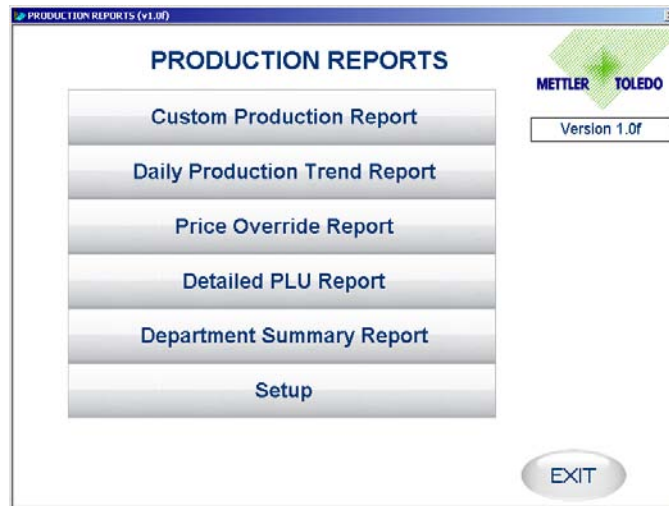 PRODUCTION REPORTS (v1.0f)
PRODUCTION REPORTS
METTLER TOLEDO
Version 1.0f
Custom Production Report
Daily Production Trend Report
Price Override Report
Detailed PLU Report
Department Summary Report
Setup
EXIT